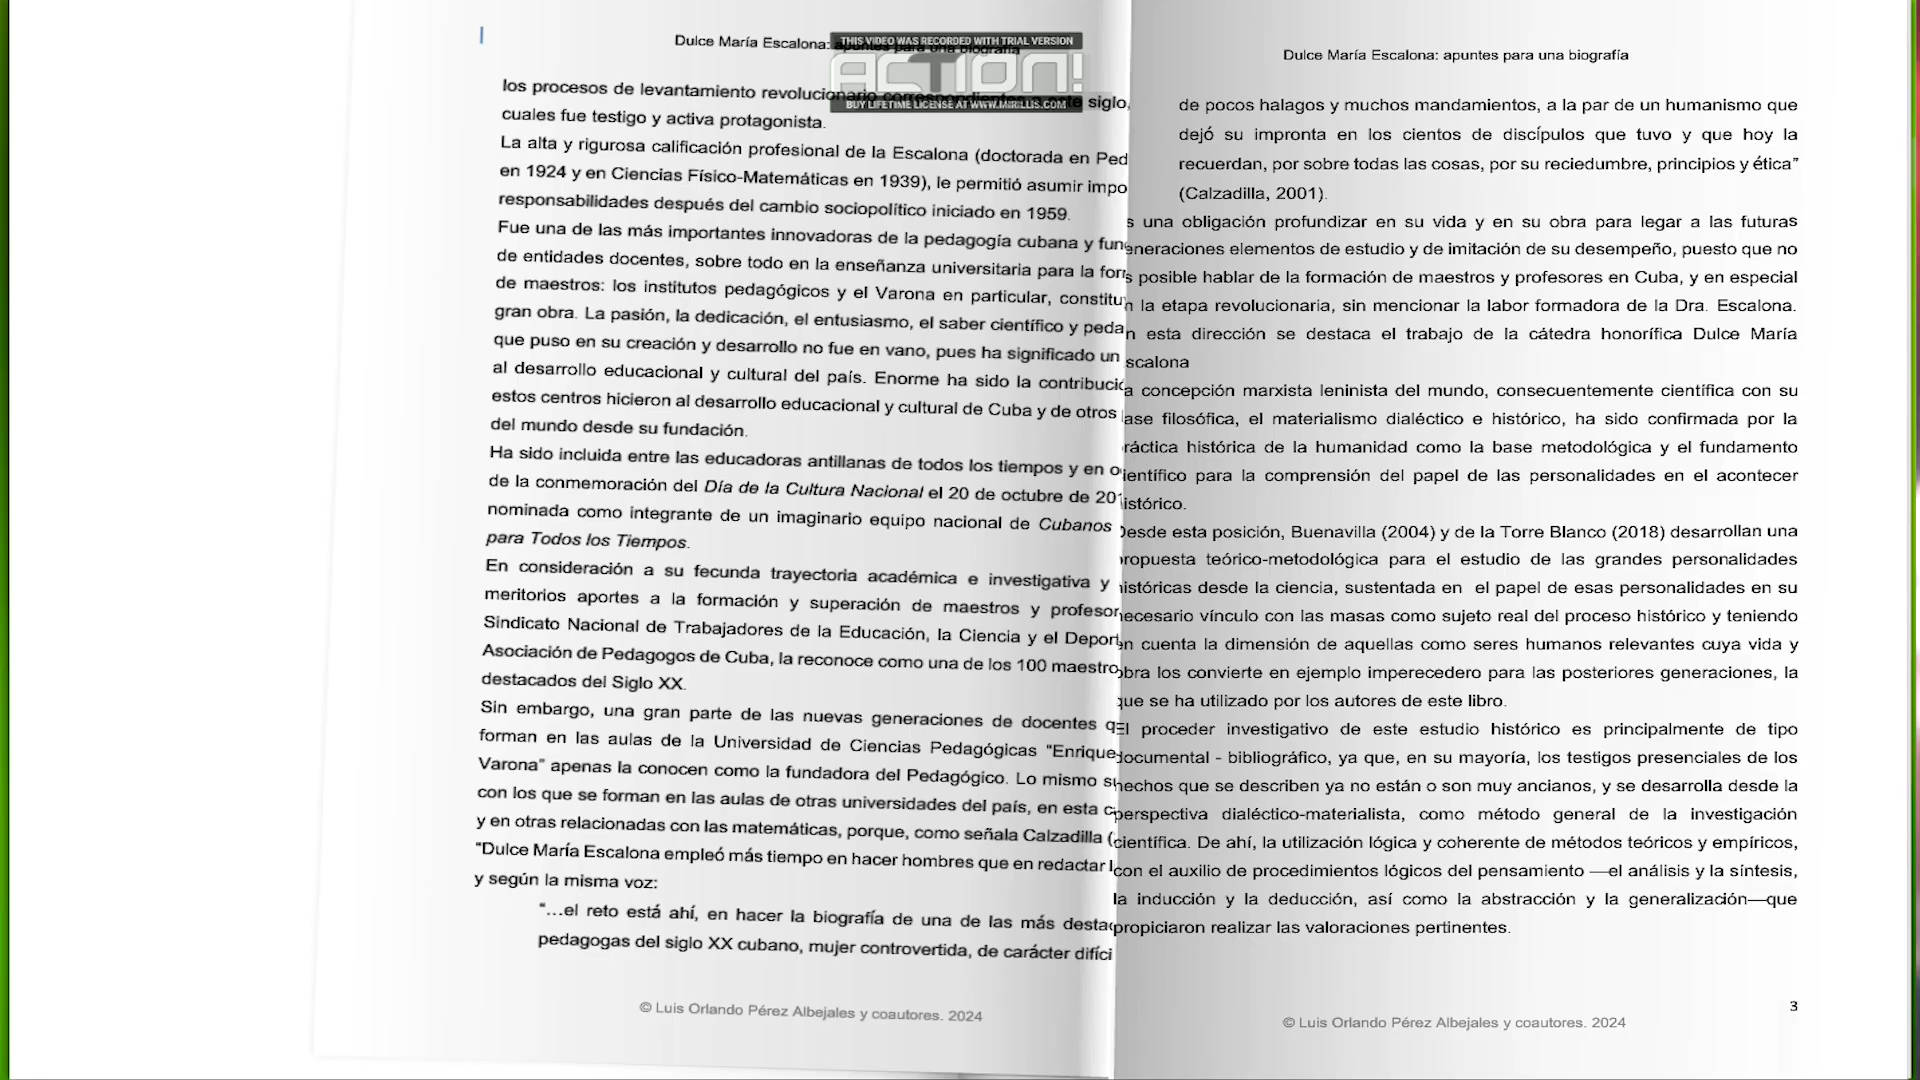 Dulce María Escalona: apuntes para una biografía
THIS VIDEO WAS RECORDED WITH TRIAL VERSION
ACTION!
BUY LIFETIME LICENSE AT WWW.MIRILLIS.COM
los procesos de levantamiento revolucionario correspondientes a este siglo,
cuales fue testigo y activa protagonista.
La alta y rigurosa calificación profesional de la Escalona (doctorada en Ped
en 1924 y en Ciencias Físico-Matemáticas en 1939), le permitió asumir impo
responsabilidades después del cambio sociopolítico iniciado en 1959.
Fue una de las más importantes innovadoras de la pedagogía cubana y fun
de entidades docentes, sobre todo en la enseñanza universitaria para la for
de maestros: los institutos pedagógicos y el Varona en particular, constitu
gran obra. La pasión, la dedicación, el entusiasmo, el saber científico y peda
que puso en su creación y desarrollo no fue en vano, pues ha significado un
al desarrollo educacional y cultural del país. Enorme ha sido la contribució
estos centros hicieron al desarrollo educacional y cultural de Cuba y de otros
del mundo desde su fundación.
Ha sido incluida entre las educadoras antillanas de todos los tiempos y en o
de la conmemoración del Día de la Cultura Nacional el 20 de octubre de 20
nominada como integrante de un imaginario equipo nacional de Cubanos
para Todos los Tiempos.
En consideración a su fecunda trayectoria académica e investigativa y
meritorios aportes a la formación y superación de maestros y profesor
Sindicato Nacional de Trabajadores de la Educación, la Ciencia y el Deport
Asociación de Pedagogos de Cuba, la reconoce como una de los 100 maestro
destacados del Siglo XX.
Sin embargo, una gran parte de las nuevas generaciones de docentes q
forman en las aulas de la Universidad de Ciencias Pedagógicas "Enrique
Varona" apenas la conocen como la fundadora del Pedagógico. Lo mismo su
con los que se forman en las aulas de otras universidades del país, en esta c
y en otras relacionadas con las matemáticas, porque, como señala Calzadilla (
"Dulce María Escalona empleó más tiempo en hacer hombres que en redactar l
y según la misma voz:
"…el reto está ahí, en hacer la biografía de una de las más destac
pedagogas del siglo XX cubano, mujer controvertida, de carácter difíci
© Luis Orlando Pérez Albejales y coautores. 2024
Dulce María Escalona: apuntes para una biografía
de pocos halagos y muchos mandamientos, a la par de un humanismo que
dejó su impronta en los cientos de discípulos que tuvo y que hoy la
recuerdan, por sobre todas las cosas, por su reciedumbre, principios y ética"
(Calzadilla, 2001).
s una obligación profundizar en su vida y en su obra para legar a las futuras
eneraciones elementos de estudio y de imitación de su desempeño, puesto que no
s posible hablar de la formación de maestros y profesores en Cuba, y en especial
n la etapa revolucionaria, sin mencionar la labor formadora de la Dra. Escalona.
n esta dirección se destaca el trabajo de la cátedra honorífica Dulce María
scalona
a concepción marxista leninista del mundo, consecuentemente científica con su
ase filosófica, el materialismo dialéctico e histórico, ha sido confirmada por la
ráctica histórica de la humanidad como la base metodológica y el fundamento
ientífico para la comprensión del papel de las personalidades en el acontecer
istórico.
Desde esta posición, Buenavilla (2004) y de la Torre Blanco (2018) desarrollan una
propuesta teórico-metodológica para el estudio de las grandes personalidades
históricas desde la ciencia, sustentada en el papel de esas personalidades en su
necesario vínculo con las masas como sujeto real del proceso histórico y teniendo
en cuenta la dimensión de aquellas como seres humanos relevantes cuya vida y
obra los convierte en ejemplo imperecedero para las posteriores generaciones, la
que se ha utilizado por los autores de este libro.
El proceder investigativo de este estudio histórico es principalmente de tipo
documental - bibliográfico, ya que, en su mayoría, los testigos presenciales de los
hechos que se describen ya no están o son muy ancianos, y se desarrolla desde la
perspectiva dialéctico-materialista, como método general de la investigación
científica. De ahí, la utilización lógica y coherente de métodos teóricos y empíricos,
con el auxilio de procedimientos lógicos del pensamiento —el análisis y la síntesis,
la inducción y la deducción, así como la abstracción y la generalización—que
propiciaron realizar las valoraciones pertinentes.
3
© Luis Orlando Pérez Albejales y coautores. 2024